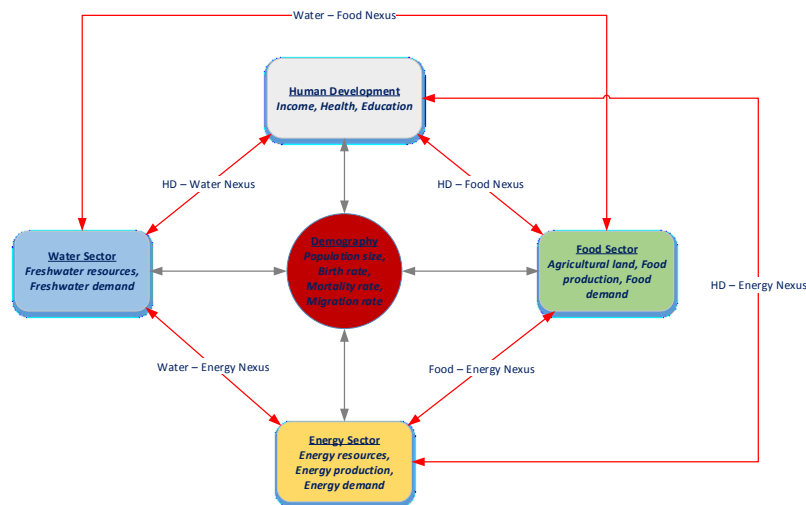 Water – Food Nexus
Human Development
Income, Health, Education
HD – Water Nexus
HD – Food Nexus
Water Sector
Freshwater resources,
Freshwater demand
Demography
Population size,
Birth rate,
Mortality rate,
Migration rate
Food Sector
Agricultural land, Food
production, Food
demand
HD – Energy Nexus
Water – Energy Nexus
Food – Energy Nexus
Energy Sector
Energy resources,
Energy production,
Energy demand